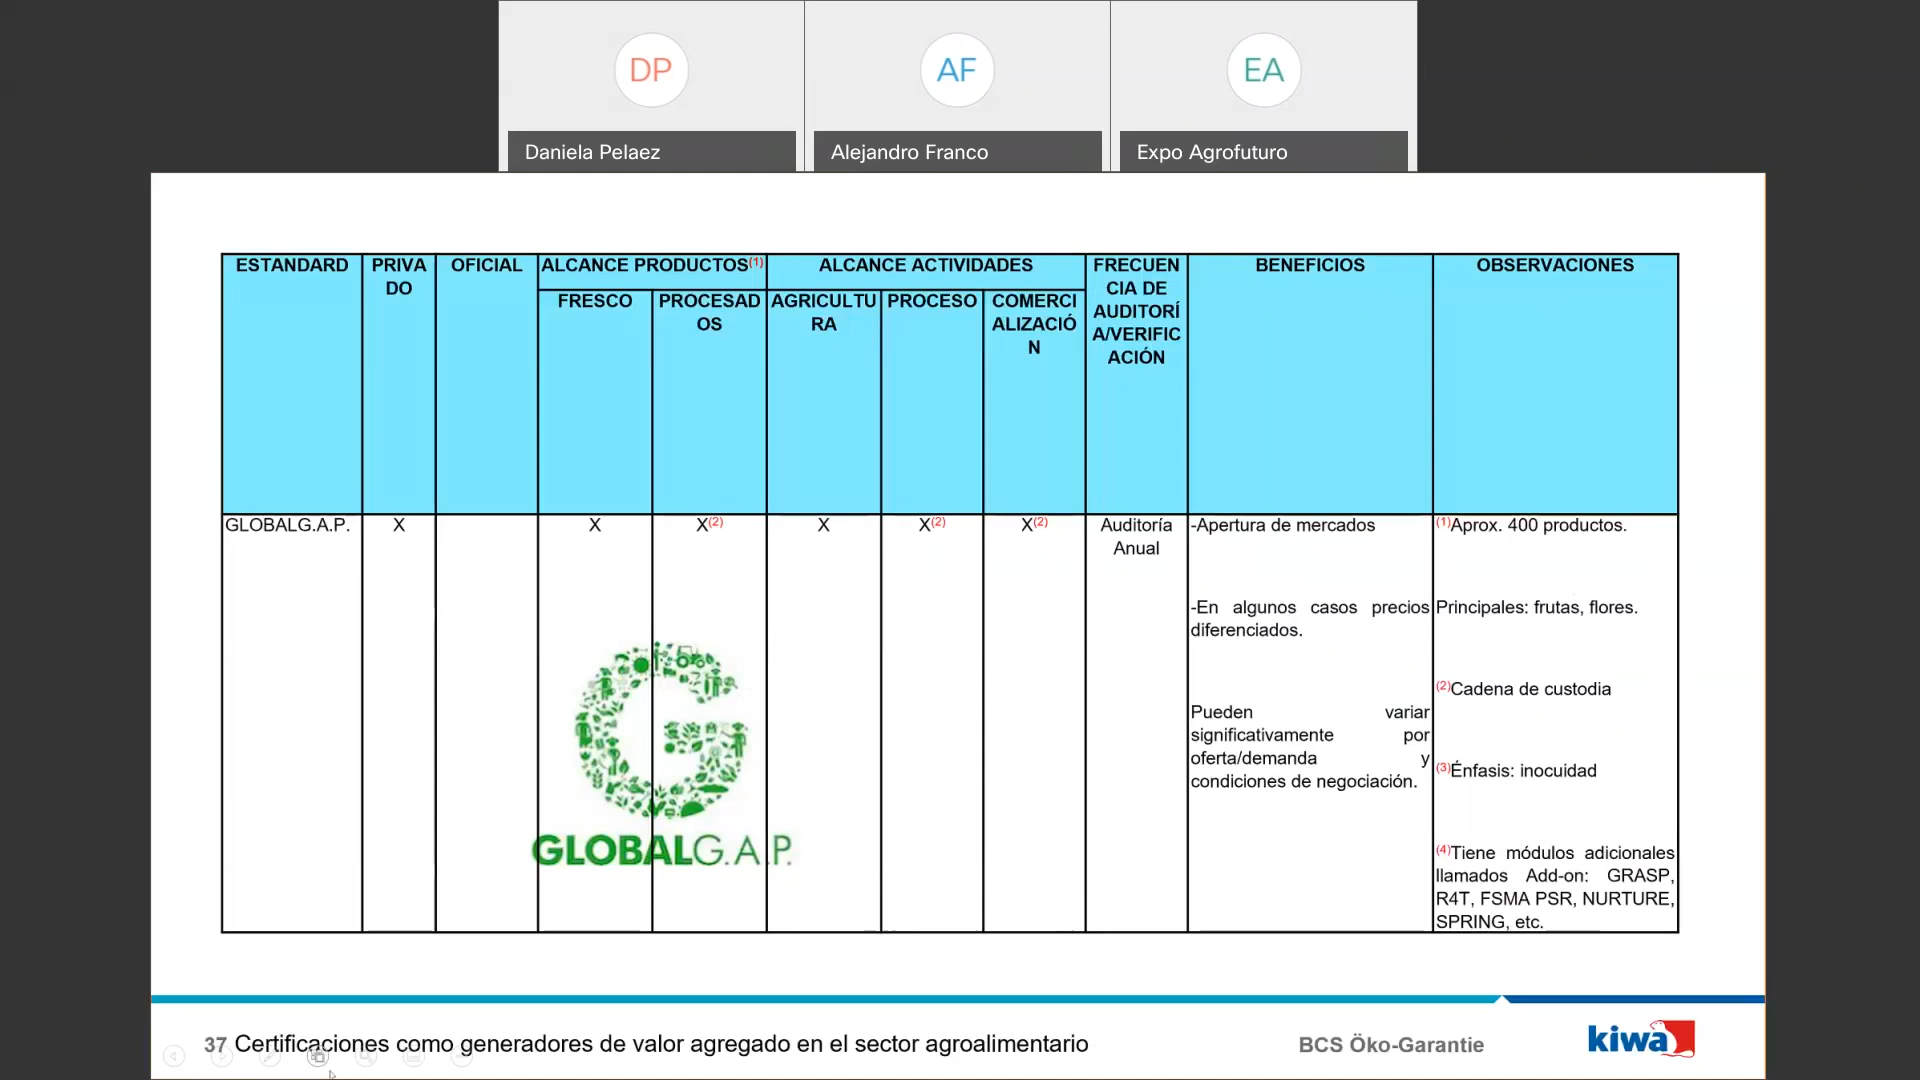 DP
AF
EA
Daniela Pelaez
Alejandro Franco
Expo Agrofuturo
ESTANDARD
PRIVA
DO
OFICIAL
ALCANCE PRODUCTOS(1)
ALCANCE ACTIVIDADES
FRECUEN
CIA DE
AUDITORÍ
A/VERIFIC
ACIÓN
BENEFICIOS
OBSERVACIONES
FRESCO
PROCESAD
OS
AGRICULTU
RA
PROCESO
COMERCI
ALIZACIÓ
N
GLOBALG.A.P.
X
X
X(2)
X
X(2)
X(2)
Auditoría
Anual
-Apertura de mercados
-En algunos casos precios
diferenciados.
Pueden variar
significativamente por
oferta/demanda y
condiciones de negociación.
(1)Aprox. 400 productos.
Principales: frutas, flores.
(2)Cadena de custodia
(3)Énfasis: inocuidad
(4)Tiene módulos adicionales
llamados Add-on: GRASP,
R4T, FSMA PSR, NURTURE,
SPRING, etc.
GLOBALG.A.P.
37 Certificaciones como generadores de valor agregado en el sector agroalimentario
BCS Öko-Garantie
kiwa